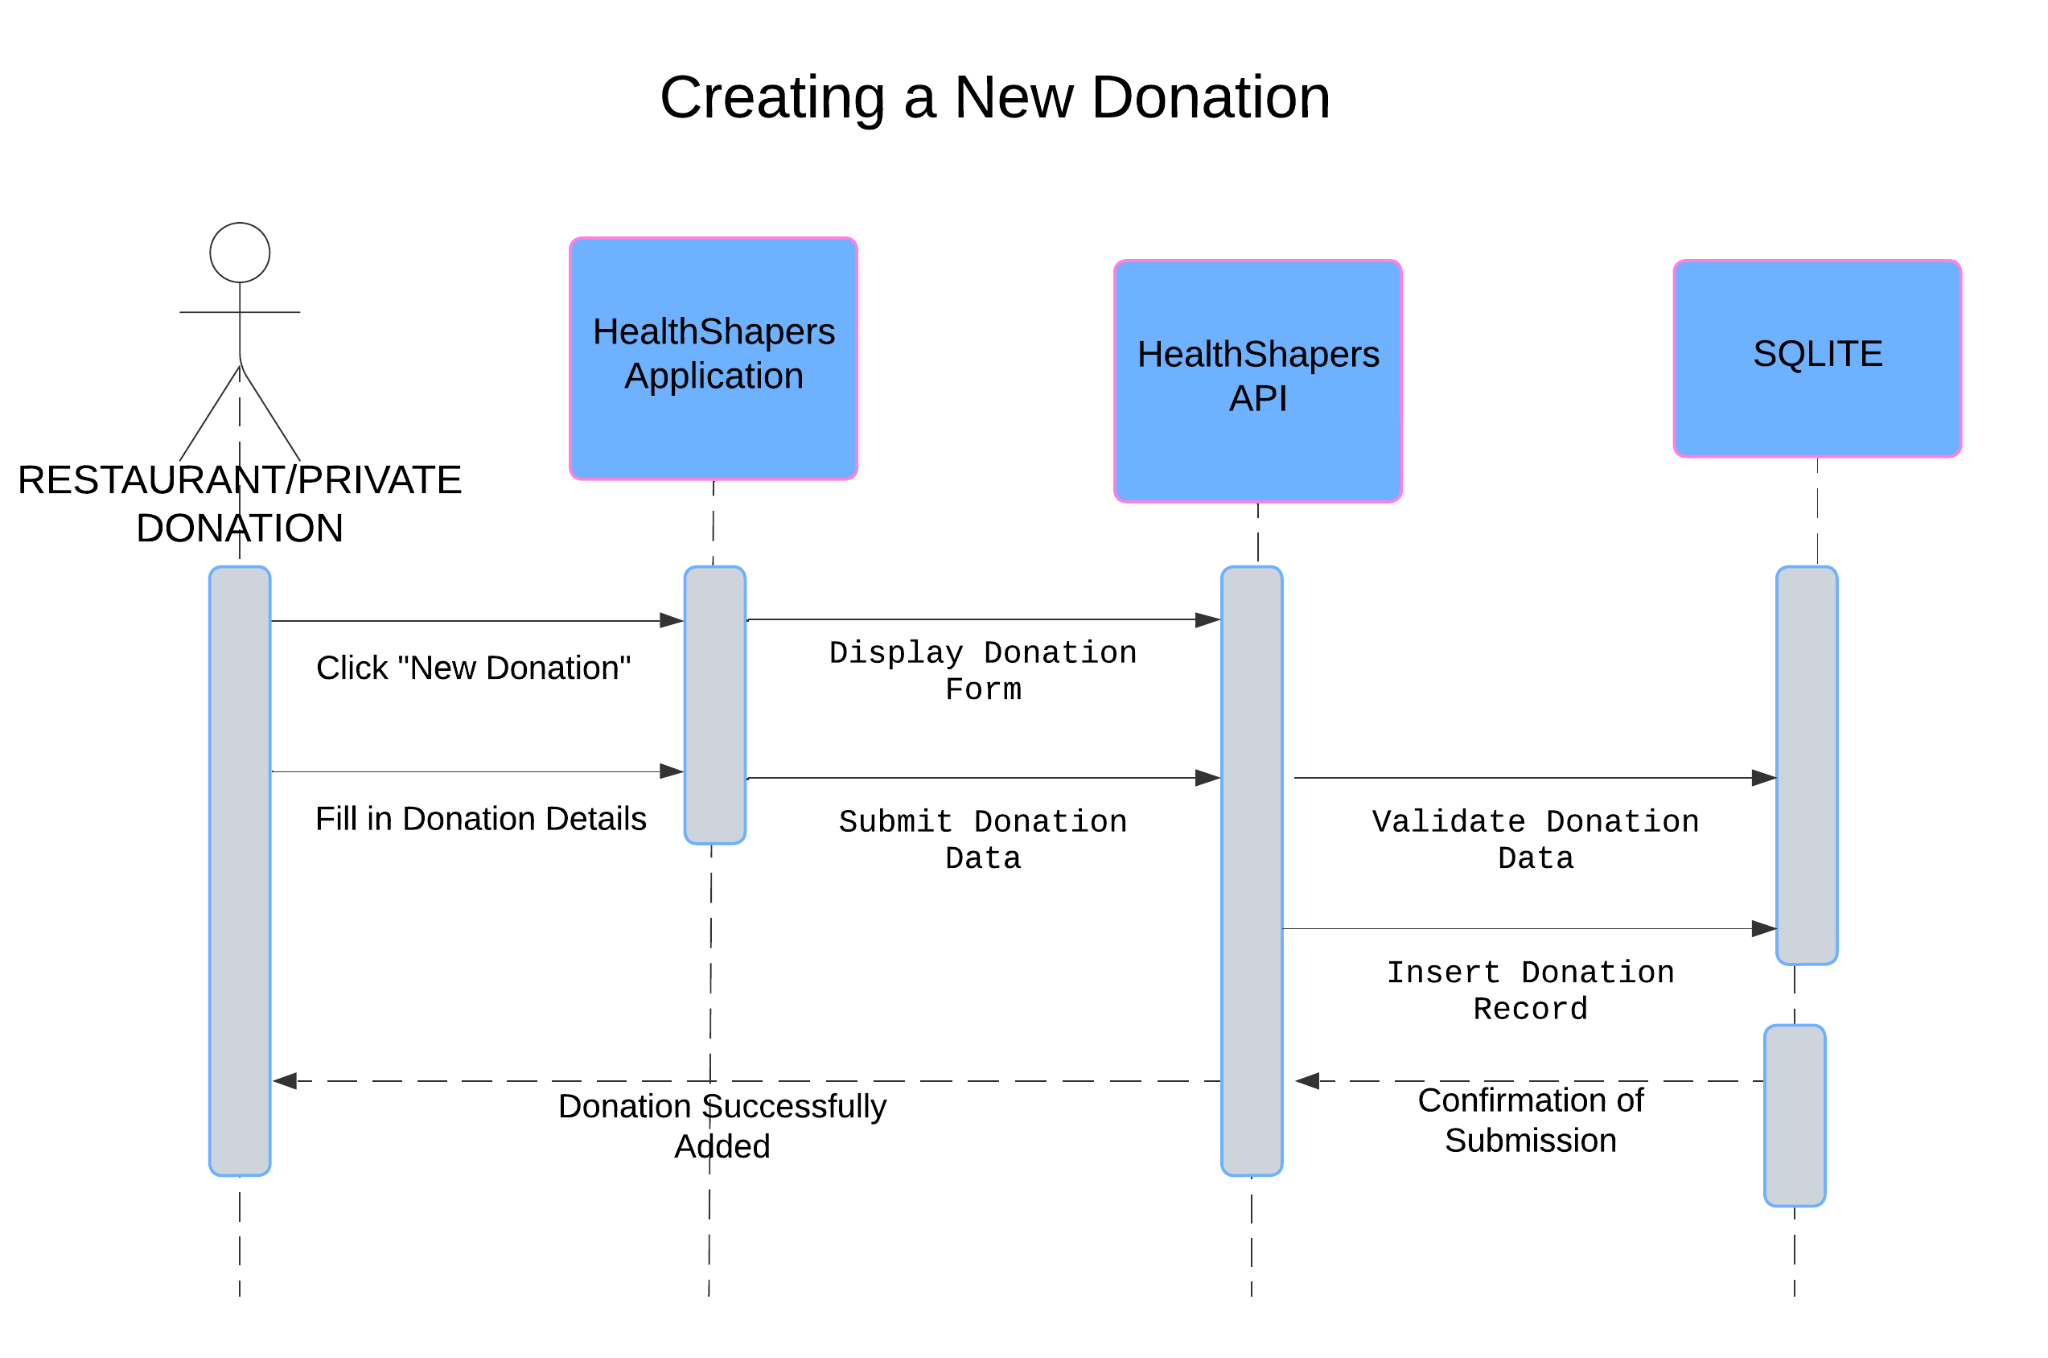 Creating a New Donation
RESTAURANT/PRIVATE
DONATION
HealthShapers
Application
HealthShapers
API
SQLITE
Click "New Donation"
Display Donation
Form
Fill in Donation Details
Submit Donation
Data
Validate Donation
Data
Insert Donation
Record
Donation Successfully
Added
Confirmation of
Submission